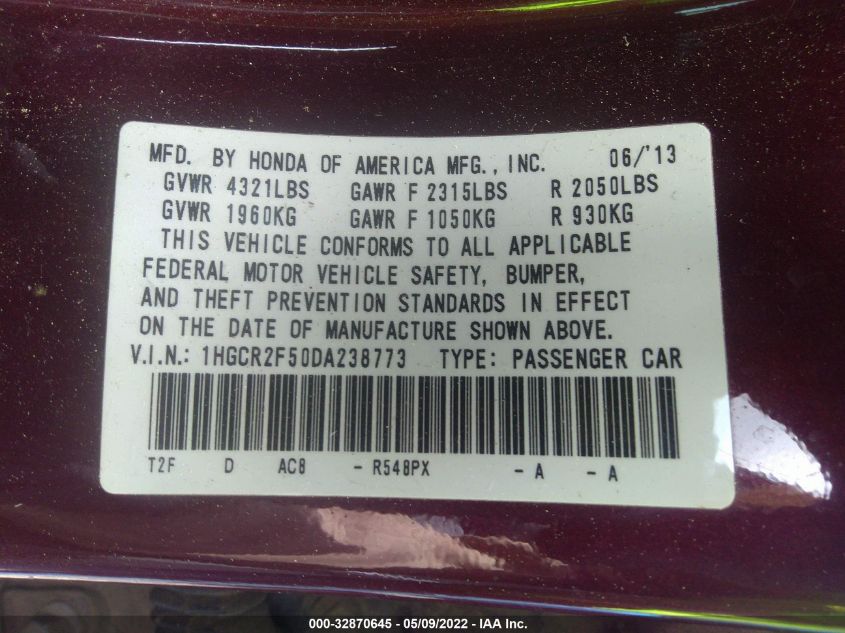 MFD. BY HONDA OF AMERICA MFG., INC. 06/'13
GVWR 4321LBS GAWR F 2315LBS R 2050LBS
GVWR 1960KG GAWR F 1050KG R 930KG
THIS VEHICLE CONFORMS TO ALL APPLICABLE
FEDERAL MOTOR VEHICLE SAFETY, BUMPER,
AND THEFT PREVENTION STANDARDS IN EFFECT
ON THE DATE OF MANUFACTURE SHOWN ABOVE.
V.I.N.: 1HGCR2F50DA238773 TYPE: PASSENGER CAR
T2F D AC8 - R548PX - A - A
000-32870645 - 05/09/2022 - IAA Inc.